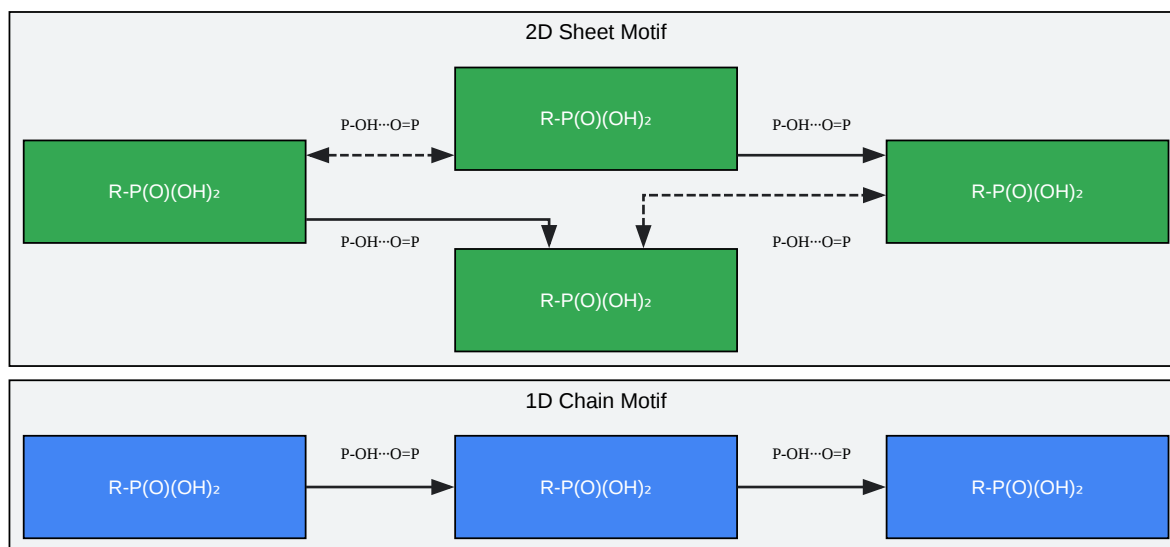 2D Sheet Motif
R-P(O)(OH)₂
P-OH···O=P
P-OH···O=P
R-P(O)(OH)₂
R-P(O)(OH)₂
P-OH···O=P
P-OH···O=P
R-P(O)(OH)₂
1D Chain Motif
P-OH···O=P
P-OH···O=P
R-P(O)(OH)₂
R-P(O)(OH)₂
R-P(O)(OH)₂